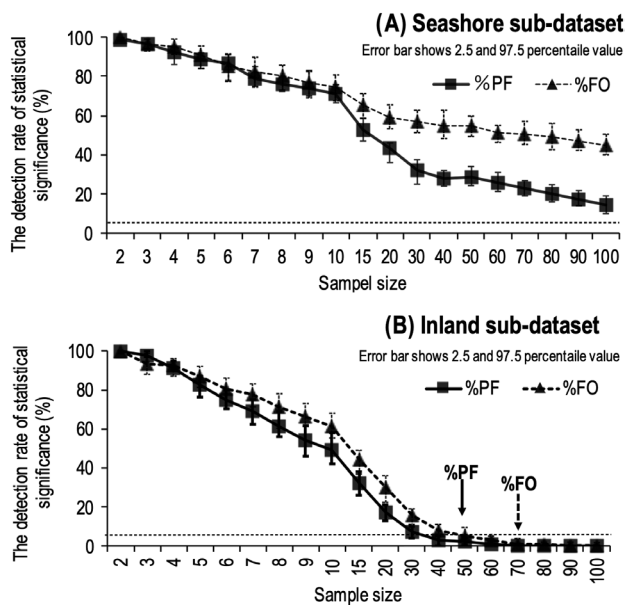 (A) Seashore sub-dataset
Error bar shows 2.5 and 97.5 percentaile value
%PF %FO
The detection rate of statistical
significance (%)
100
80
60
40
20
0
2 3 4 5 6 7 8 9 10 15 20 30 40 50 60 70 80 90 100
Sampel size
(B) Inland sub-dataset
Error bar shows 2.5 and 97.5 percentaile value
%PF %FO
The detection rate of statistical
significance (%)
100
80
60
40
20
0
%PF
%FO
2 3 4 5 6 7 8 9 10 15 20 30 40 50 60 70 80 90 100
Sample size